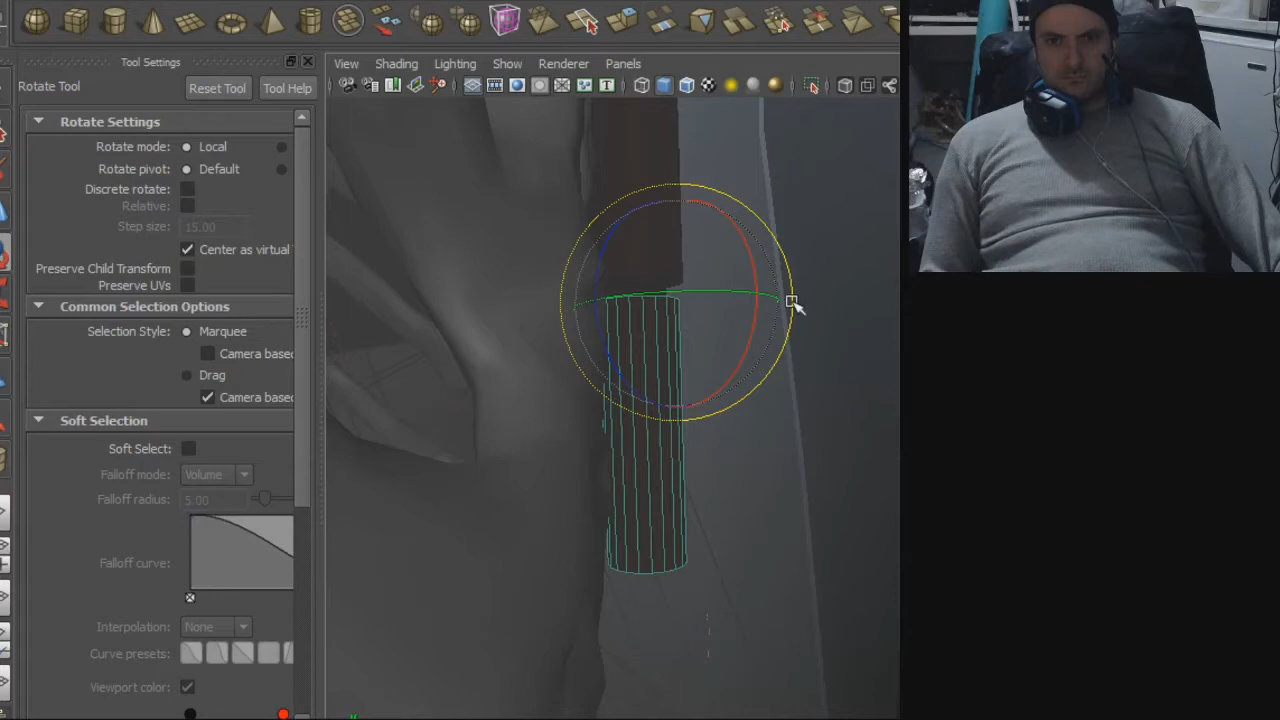 Tool Settings
View Shading Lighting Show Renderer Panels
Rotate Tool Reset Tool Tool Help
Rotate Settings
Rotate mode: Local
Rotate pivot: Default
Discrete rotate:
Relative:
Step size: 15.00
Center as virtual
Preserve Child Transform
Preserve UVs
Common Selection Options
Selection Style: Marquee
Camera based
Drag
Camera based
Soft Selection
Soft Select:
Falloff mode: Volume
Falloff radius: 5.00
Falloff curve:
Interpolation: None
Curve presets:
Viewport color: